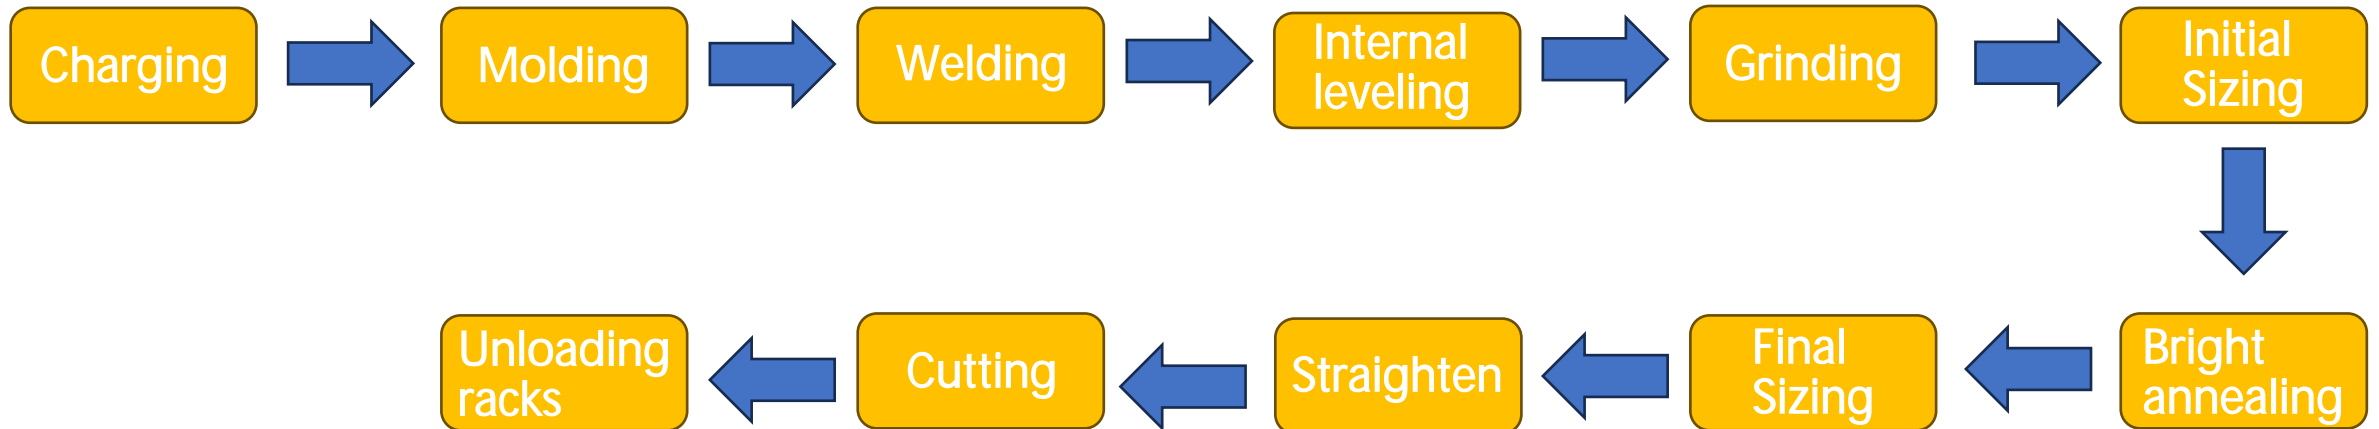 Charging
Molding
Welding
Internal
leveling
Grinding
Initial
Sizing
Bright
annealing
Final
Sizing
Straighten
Cutting
Unloading
racks